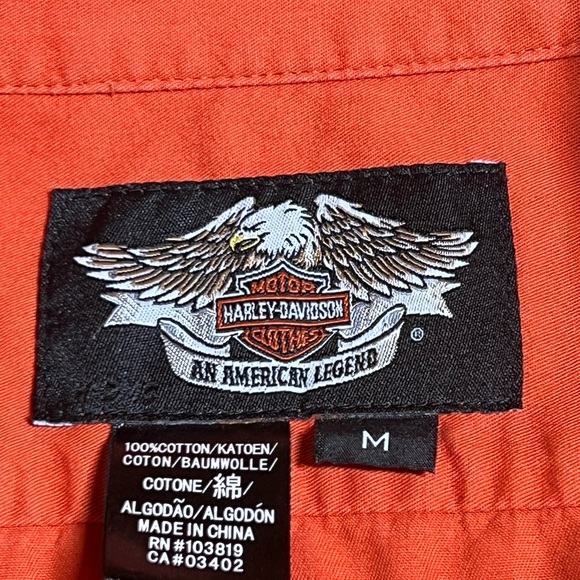 MOTOR
HARLEY-DAVIDSON
CLOTHES
AN AMERICAN LEGEND
®
M
100%COTTON/KATOEN/
COTON/BAUMWOLLE/
COTONE/綿/
ALGODÃO/ALGODÓN
MADE IN CHINA
RN #103819
CA#03402